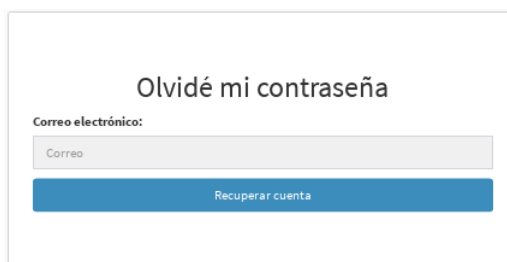 Olvidé mi contraseña
Correo electrónico:
Correo
Recuperar cuenta